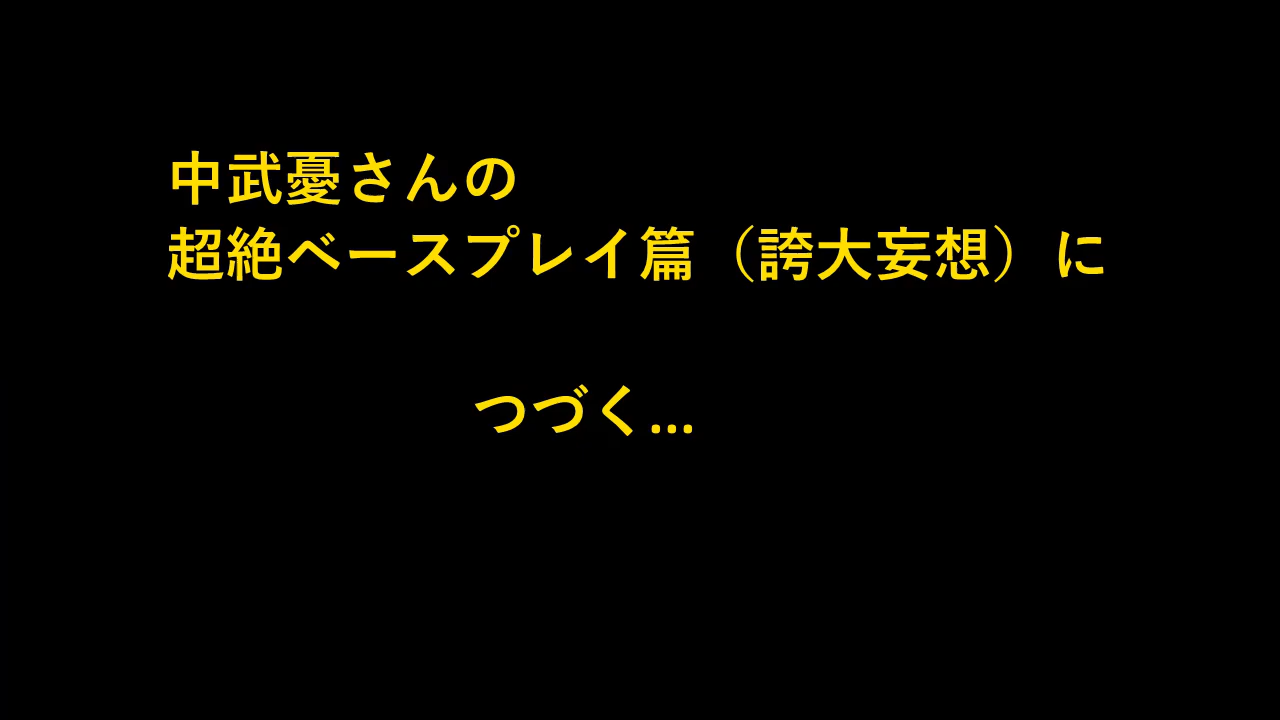 中武憂さんの
超絶ベースプレイ篇（誇大妄想）に
つづく…